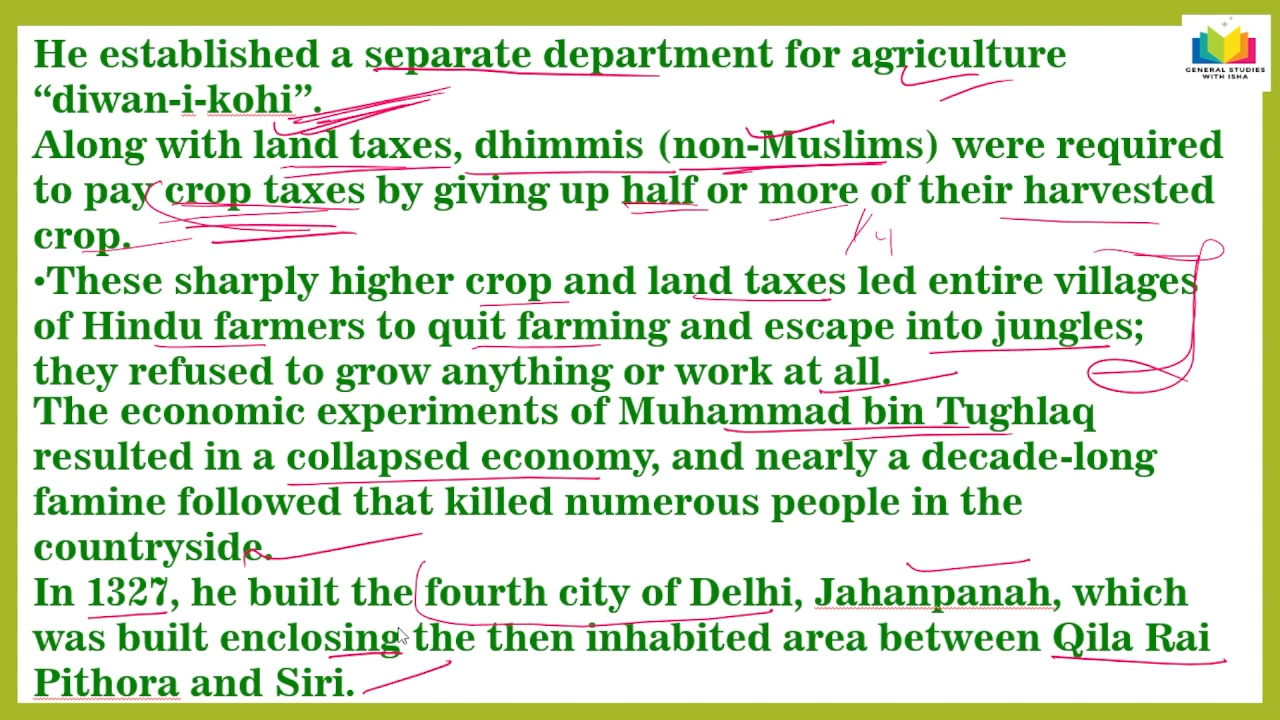 He established a separate department for agriculture
“diwan-i-kohi”.
Along with land taxes, dhimmis (non-Muslims) were required
to pay crop taxes by giving up half or more of their harvested
crop.
•These sharply higher crop and land taxes led entire villages
of Hindu farmers to quit farming and escape into jungles;
they refused to grow anything or work at all.
The economic experiments of Muhammad bin Tughlaq
resulted in a collapsed economy, and nearly a decade-long
famine followed that killed numerous people in the
countryside.
In 1327, he built the fourth city of Delhi, Jahanpanah, which
was built enclosing the then inhabited area between Qila Rai
Pithora and Siri.
GENERAL STUDIES
WITH ISHA